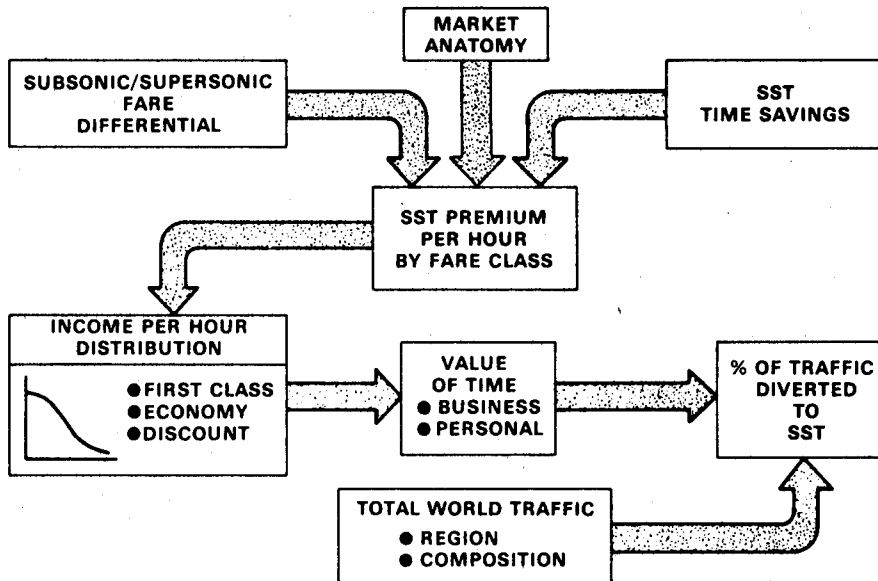 MARKET
ANATOMY
SUBSONIC/SUPERSONIC
FARE
DIFFERENTIAL
SST
TIME SAVINGS
SST PREMIUM
PER HOUR
BY FARE CLASS
INCOME PER HOUR
DISTRIBUTION
●FIRST CLASS
●ECONOMY
●DISCOUNT
VALUE
OF TIME
● BUSINESS
● PERSONAL
% OF TRAFFIC
DIVERTED
TO
SST
TOTAL WORLD TRAFFIC
● REGION
● COMPOSITION